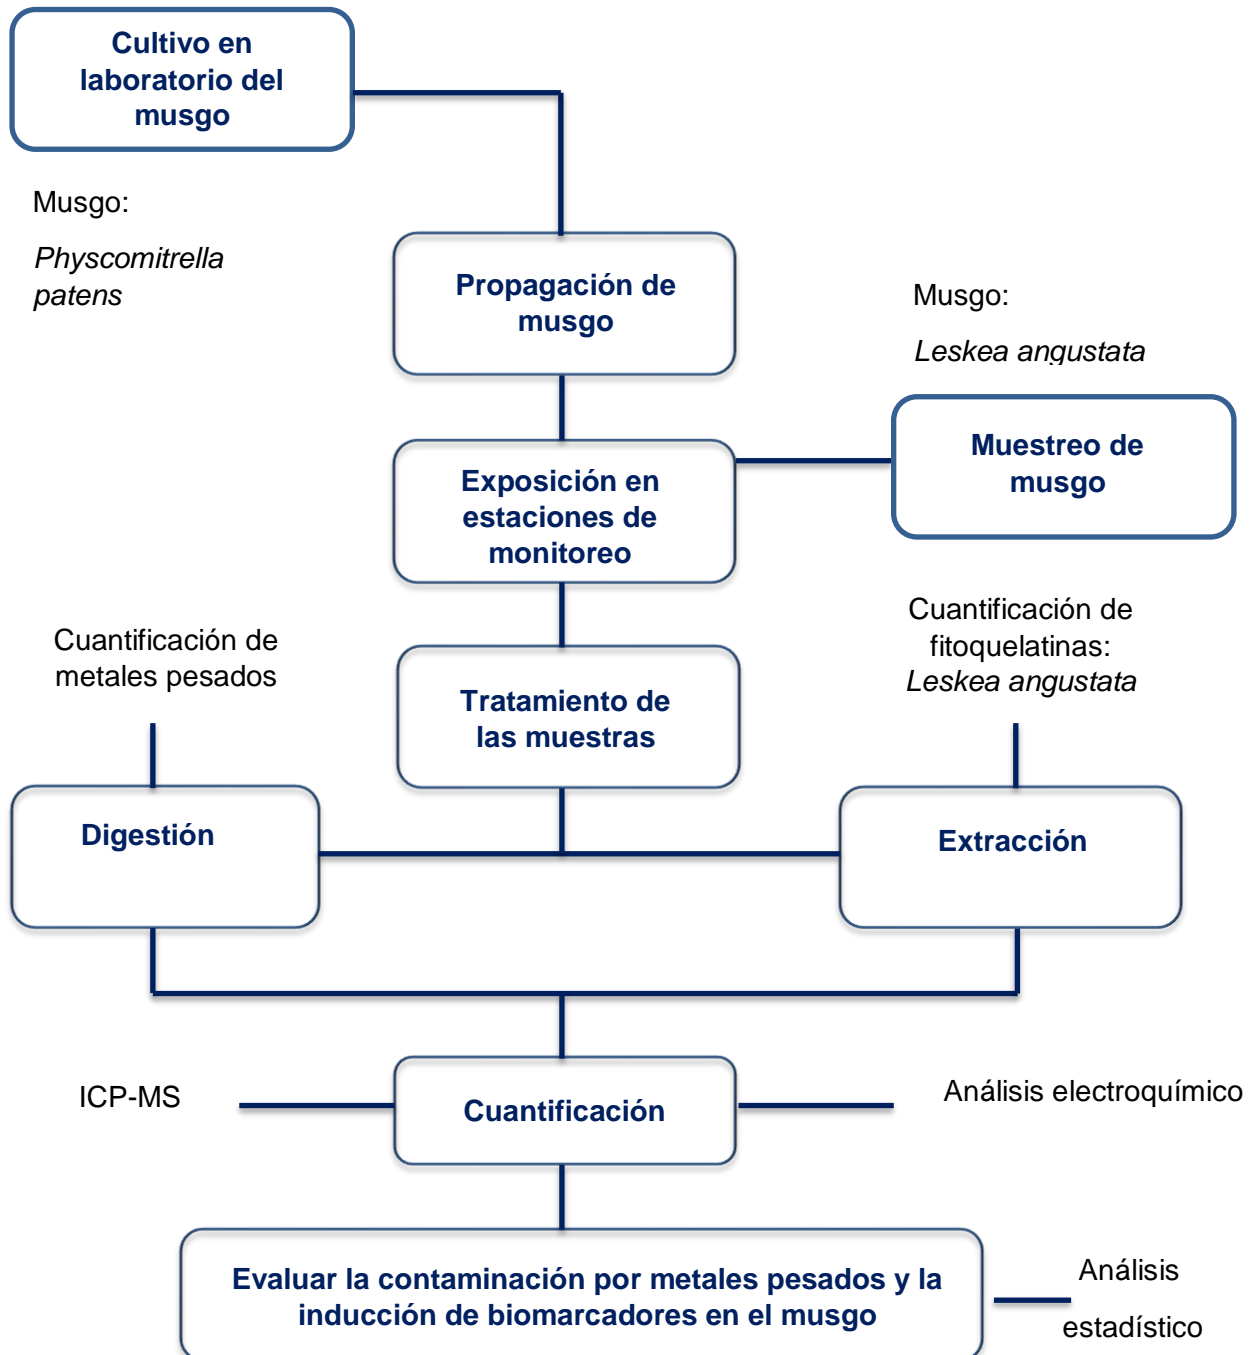 Cultivo en
laboratorio del
musgo
Musgo:
Physcomitrella
patens
Propagación de
musgo
Musgo:
Leskea angustata
Exposición en
estaciones de
monitoreo
Muestreo de
musgo
Cuantificación de
metales pesados
Tratamiento de
las muestras
Cuantificación de
fitoquelatinas:
Leskea angustata
Digestión
Extracción
ICP-MS
Cuantificación
Análisis electroquímico
Evaluar la contaminación por metales pesados y la
inducción de biomarcadores en el musgo
Análisis
estadístico